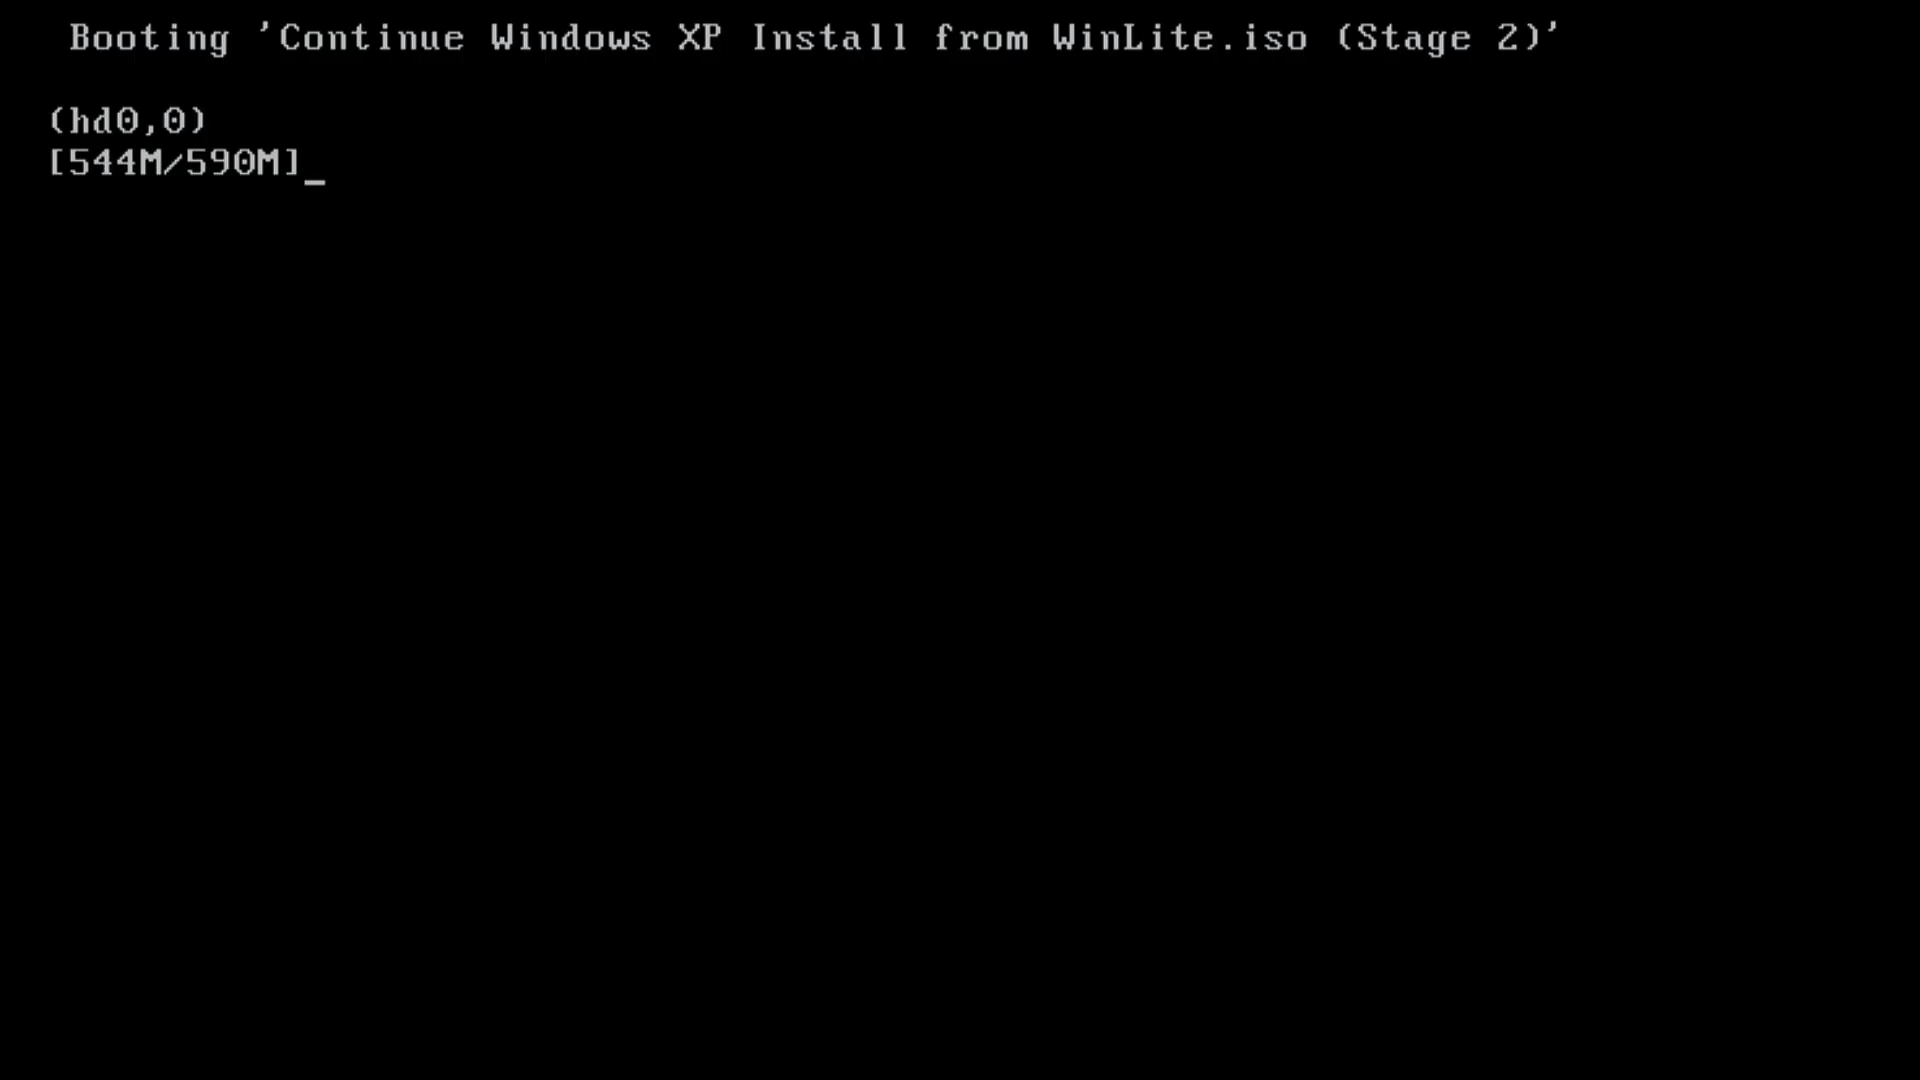 Booting 'Continue Windows XP Install from WinLite.iso (Stage 2)'
(hd0,0)
[544M/590M]_